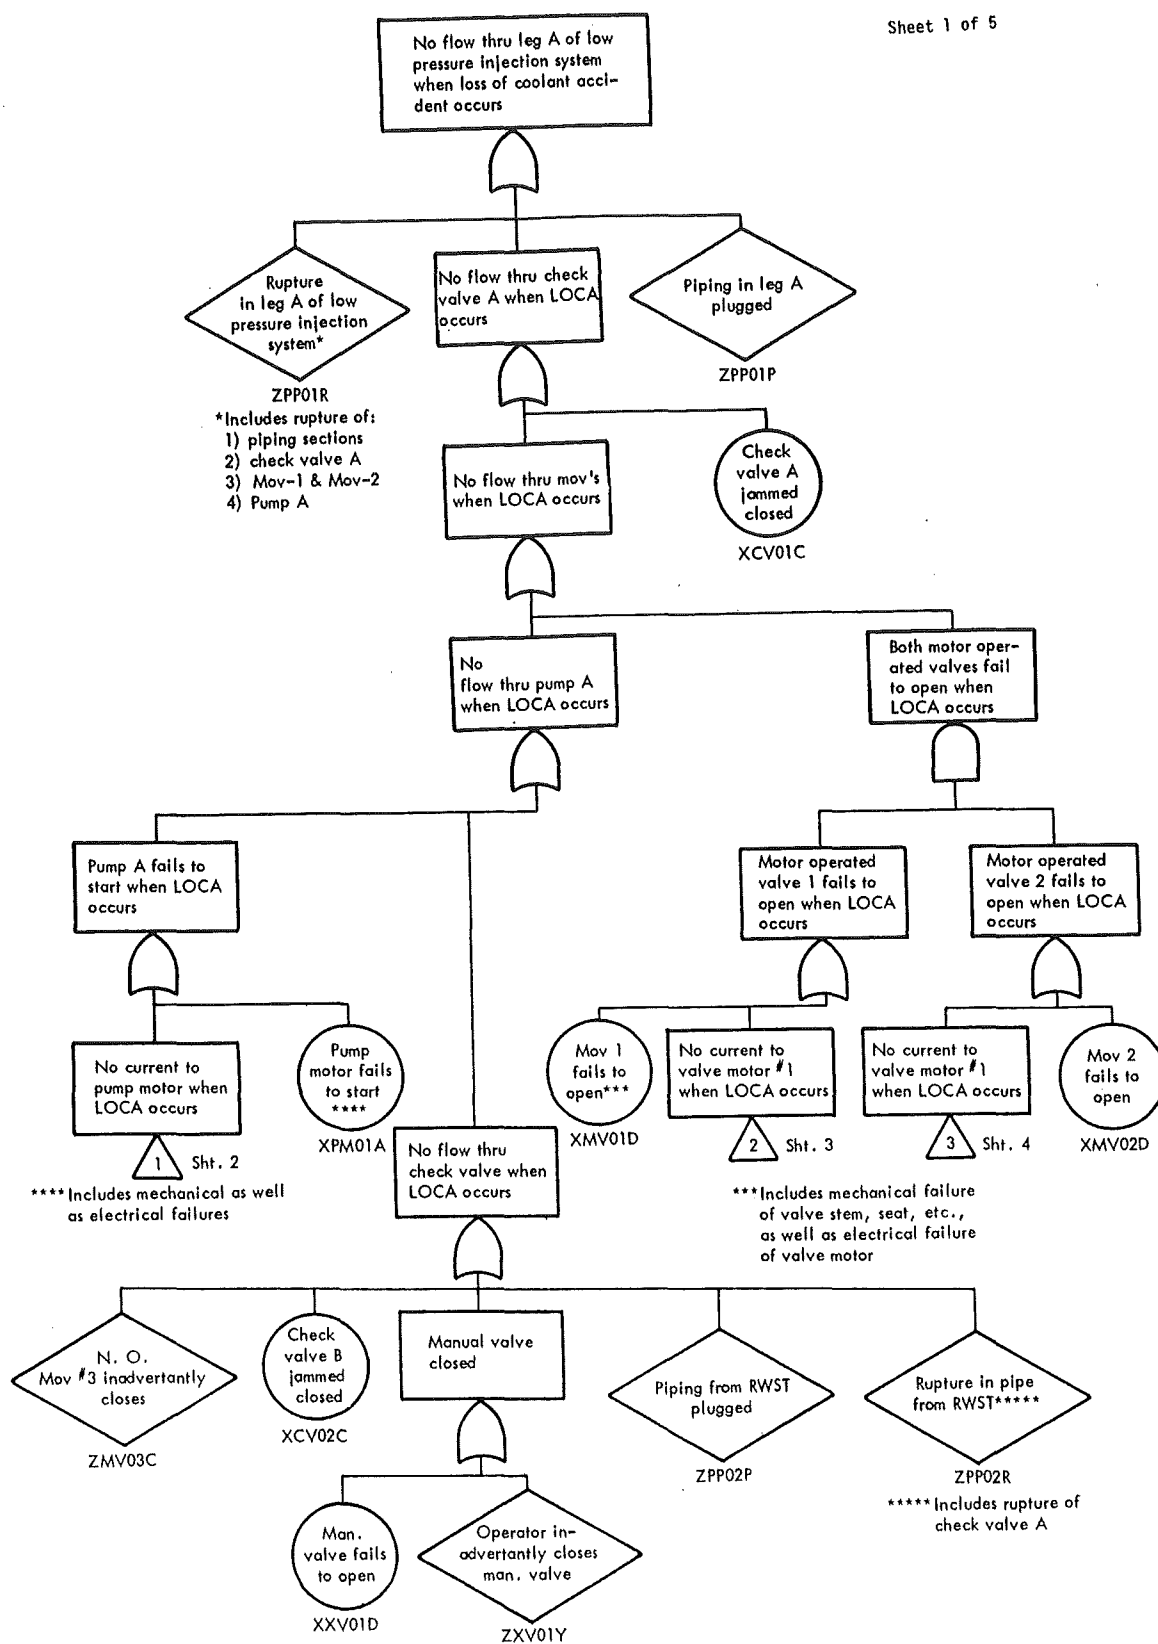 Sheet 1 of 5
No flow thru leg A of low
pressure injection system
when loss of coolant acci-
dent occurs
Rupture
in leg A of low
pressure injection
system*
ZPP01R
*Includes rupture of:
1) piping sections
2) check valve A
3) Mov-1 & Mov-2
4) Pump A
No flow thru check
valve A when LOCA
occurs
Piping in leg A
plugged
ZPP01P
No flow thru mov's
when LOCA occurs
Check
valve A
jammed
closed
XCV01C
No
flow thru pump A
when LOCA occurs
Both motor oper-
ated valves fail
to open when
LOCA occurs
Pump A fails to
start when LOCA
occurs
Motor operated
valve 1 fails to
open when LOCA
occurs
Motor operated
valve 2 fails to
open when LOCA
occurs
No current to
pump motor when
LOCA occurs
1 Sht. 2
****Includes mechanical as well
as electrical failures
Pump
motor fails
to start
****
XPM01A
No flow thru
check valve when
LOCA occurs
Mov 1
fails to
open***
XMV01D
No current to
valve motor #1
when LOCA occurs
2 Sht. 3
No current to
valve motor #1
when LOCA occurs
3 Sht. 4
Mov 2
fails to
open
XMV02D
***Includes mechanical failure
of valve stem, seat, etc.,
as well as electrical failure
of valve motor
N. O.
Mov #3 inadvertantly
closes
ZMV03C
Check
valve B
jammed
closed
XCV02C
Manual valve
closed
Piping from RWST
plugged
ZPP02P
Rupture in pipe
from RWST*****
ZPP02R
*****Includes rupture of
check valve A
Man.
valve fails
to open
XXV01D
Operator in-
advertantly closes
man. valve
ZXV01Y